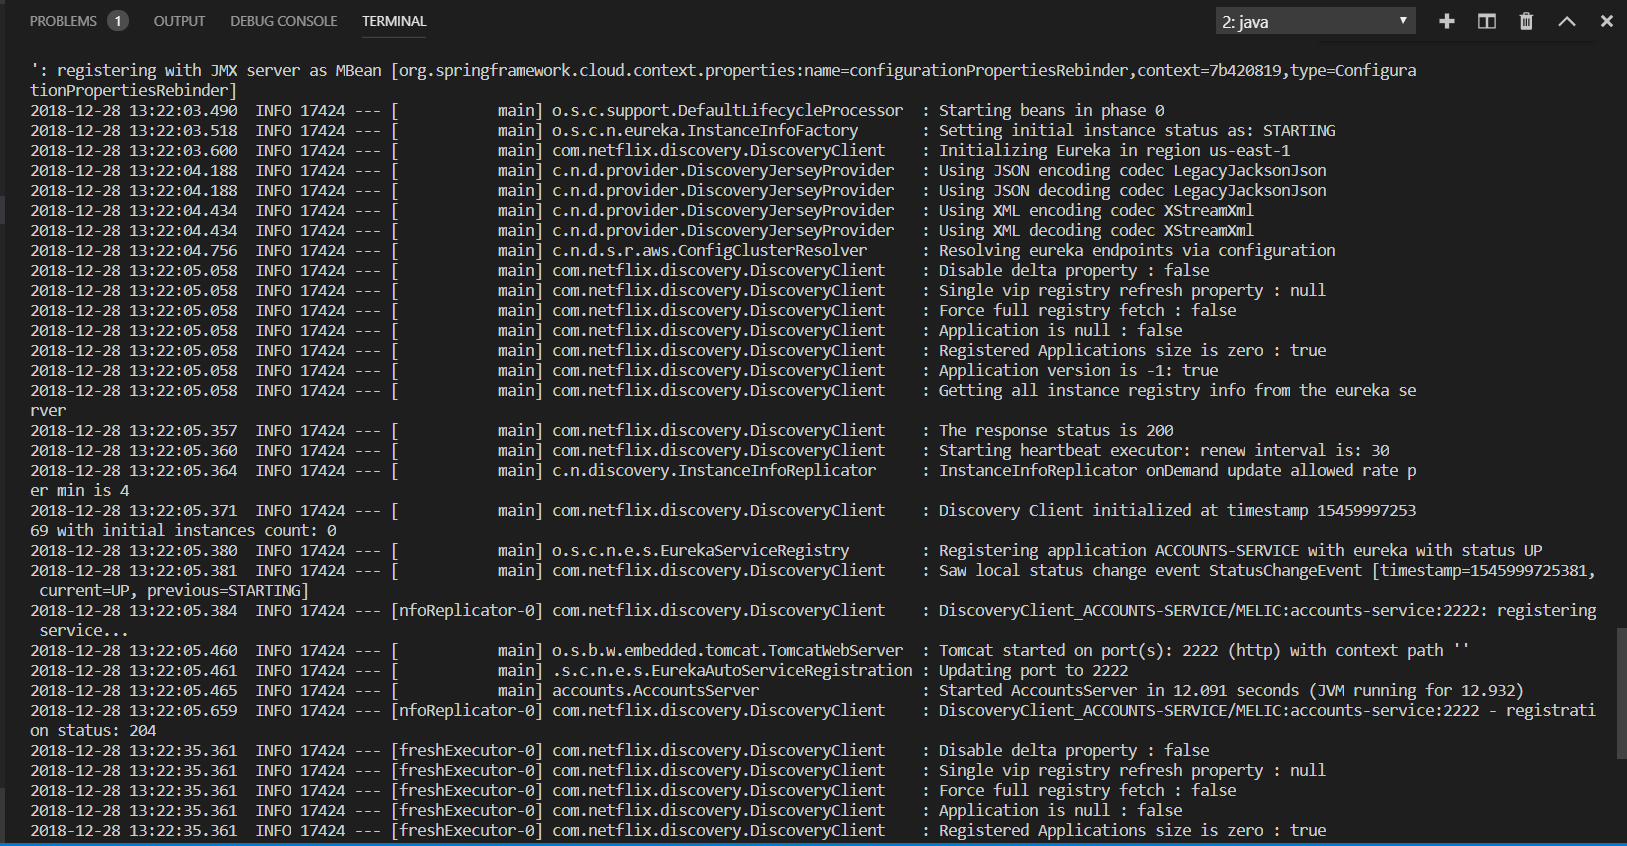 PROBLEMS 1 OUTPUT DEBUG CONSOLE TERMINAL 2: java
': registering with JMX server as MBean [org.springframework.cloud.context.properties:name=configurationPropertiesRebinder,context=7b420819,type=Configura
tionPropertiesRebinder]
2018-12-28 13:22:03.490  INFO 17424 --- [           main] o.s.c.support.DefaultLifecycleProcessor  : Starting beans in phase 0
2018-12-28 13:22:03.518  INFO 17424 --- [           main] o.s.c.n.eureka.InstanceInfoFactory       : Setting initial instance status as: STARTING
2018-12-28 13:22:03.600  INFO 17424 --- [           main] com.netflix.discovery.DiscoveryClient    : Initializing Eureka in region us-east-1
2018-12-28 13:22:04.188  INFO 17424 --- [           main] c.n.d.provider.DiscoveryJerseyProvider   : Using JSON encoding codec LegacyJacksonJson
2018-12-28 13:22:04.188  INFO 17424 --- [           main] c.n.d.provider.DiscoveryJerseyProvider   : Using JSON decoding codec LegacyJacksonJson
2018-12-28 13:22:04.434  INFO 17424 --- [           main] c.n.d.provider.DiscoveryJerseyProvider   : Using XML encoding codec XStreamXml
2018-12-28 13:22:04.434  INFO 17424 --- [           main] c.n.d.provider.DiscoveryJerseyProvider   : Using XML decoding codec XStreamXml
2018-12-28 13:22:04.756  INFO 17424 --- [           main] c.n.d.s.r.aws.ConfigClusterResolver      : Resolving eureka endpoints via configuration
2018-12-28 13:22:05.058  INFO 17424 --- [           main] com.netflix.discovery.DiscoveryClient    : Disable delta property : false
2018-12-28 13:22:05.058  INFO 17424 --- [           main] com.netflix.discovery.DiscoveryClient    : Single vip registry refresh property : null
2018-12-28 13:22:05.058  INFO 17424 --- [           main] com.netflix.discovery.DiscoveryClient    : Force full registry fetch : false
2018-12-28 13:22:05.058  INFO 17424 --- [           main] com.netflix.discovery.DiscoveryClient    : Application is null : false
2018-12-28 13:22:05.058  INFO 17424 --- [           main] com.netflix.discovery.DiscoveryClient    : Registered Applications size is zero : true
2018-12-28 13:22:05.058  INFO 17424 --- [           main] com.netflix.discovery.DiscoveryClient    : Application version is -1: true
2018-12-28 13:22:05.058  INFO 17424 --- [           main] com.netflix.discovery.DiscoveryClient    : Getting all instance registry info from the eureka se
rver
2018-12-28 13:22:05.357  INFO 17424 --- [           main] com.netflix.discovery.DiscoveryClient    : The response status is 200
2018-12-28 13:22:05.360  INFO 17424 --- [           main] com.netflix.discovery.DiscoveryClient    : Starting heartbeat executor: renew interval is: 30
2018-12-28 13:22:05.364  INFO 17424 --- [           main] c.n.discovery.InstanceInfoReplicator     : InstanceInfoReplicator onDemand update allowed rate p
er min is 4
2018-12-28 13:22:05.371  INFO 17424 --- [           main] com.netflix.discovery.DiscoveryClient    : Discovery Client initialized at timestamp 15459997253
69 with initial instances count: 0
2018-12-28 13:22:05.380  INFO 17424 --- [           main] o.s.c.n.e.s.EurekaServiceRegistry        : Registering application ACCOUNTS-SERVICE with eureka with status UP
2018-12-28 13:22:05.381  INFO 17424 --- [           main] com.netflix.discovery.DiscoveryClient    : Saw local status change event StatusChangeEvent [timestamp=1545999725381,
 current=UP, previous=STARTING]
2018-12-28 13:22:05.384  INFO 17424 --- [nfoReplicator-0] com.netflix.discovery.DiscoveryClient    : DiscoveryClient_ACCOUNTS-SERVICE/MELIC:accounts-service:2222: registering
 service...
2018-12-28 13:22:05.460  INFO 17424 --- [           main] o.s.b.w.embedded.tomcat.TomcatWebServer  : Tomcat started on port(s): 2222 (http) with context path ''
2018-12-28 13:22:05.461  INFO 17424 --- [           main] .s.c.n.e.s.EurekaAutoServiceRegistration : Updating port to 2222
2018-12-28 13:22:05.465  INFO 17424 --- [           main] accounts.AccountsServer                  : Started AccountsServer in 12.091 seconds (JVM running for 12.932)
2018-12-28 13:22:05.659  INFO 17424 --- [nfoReplicator-0] com.netflix.discovery.DiscoveryClient    : DiscoveryClient_ACCOUNTS-SERVICE/MELIC:accounts-service:2222 - registrati
on status: 204
2018-12-28 13:22:35.361  INFO 17424 --- [freshExecutor-0] com.netflix.discovery.DiscoveryClient    : Disable delta property : false
2018-12-28 13:22:35.361  INFO 17424 --- [freshExecutor-0] com.netflix.discovery.DiscoveryClient    : Single vip registry refresh property : null
2018-12-28 13:22:35.361  INFO 17424 --- [freshExecutor-0] com.netflix.discovery.DiscoveryClient    : Force full registry fetch : false
2018-12-28 13:22:35.361  INFO 17424 --- [freshExecutor-0] com.netflix.discovery.DiscoveryClient    : Application is null : false
2018-12-28 13:22:35.361  INFO 17424 --- [freshExecutor-0] com.netflix.discovery.DiscoveryClient    : Registered Applications size is zero : true